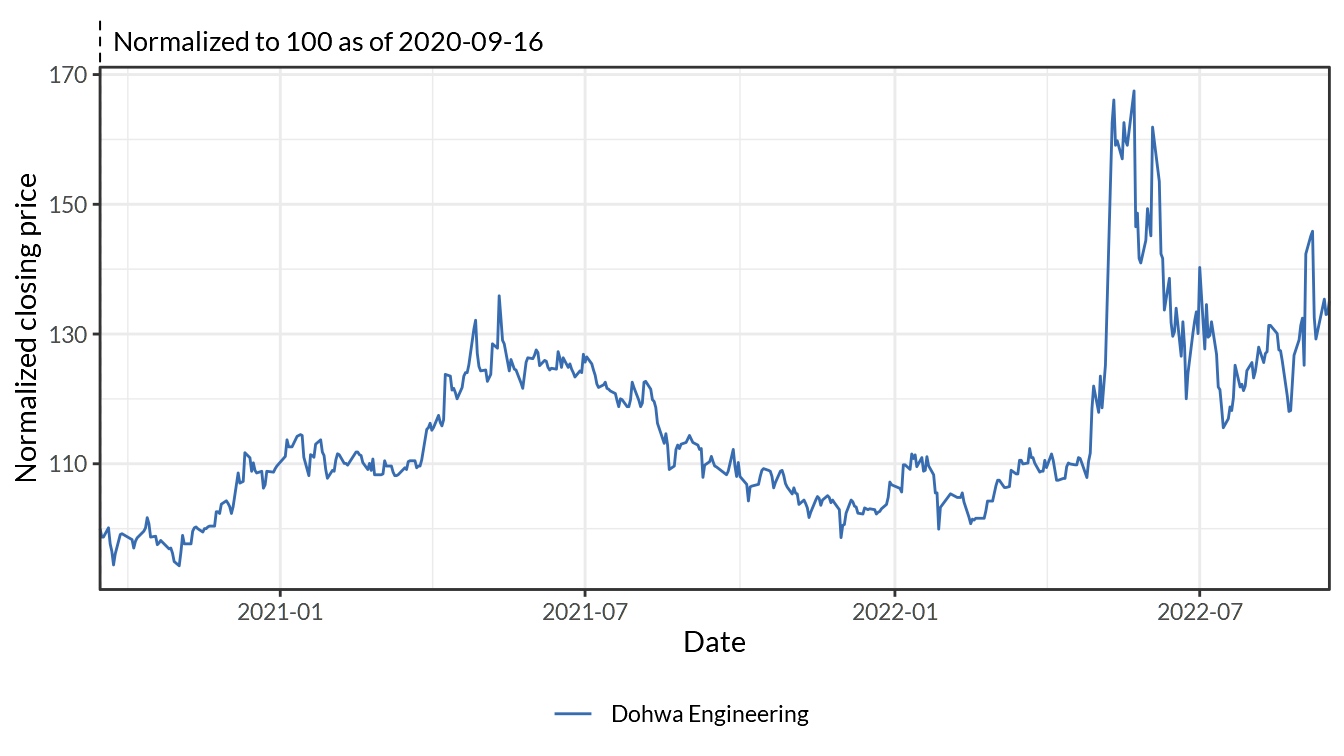 Normalized to 100 as of 2020-09-16
170
150
130
110
Normalized closing price
2021-01
2021-07
2022-01
2022-07
Date
Dohwa Engineering